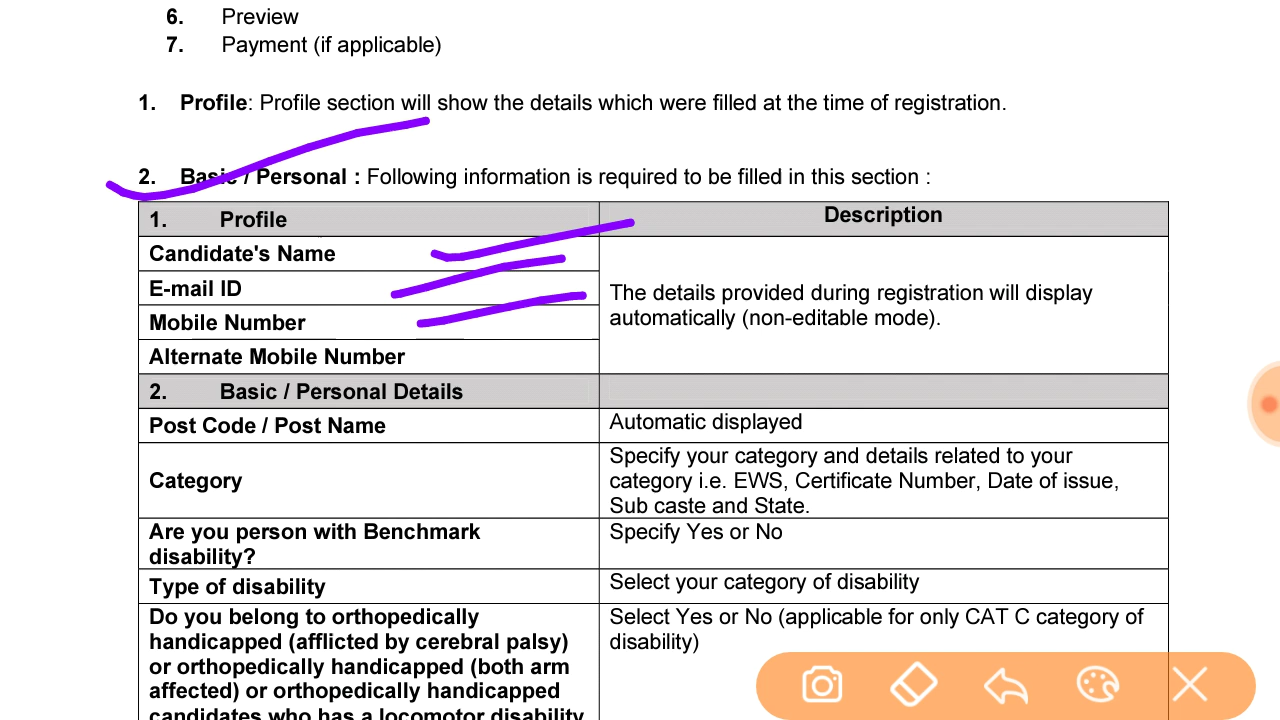 6. Preview
7. Payment (if applicable)
1. Profile: Profile section will show the details which were filled at the time of registration.
2. Basic / Personal : Following information is required to be filled in this section :
1. Profile
Description
Candidate's Name
E-mail ID
Mobile Number
Alternate Mobile Number
The details provided during registration will display
automatically (non-editable mode).
2. Basic / Personal Details
Post Code / Post Name
Automatic displayed
Category
Specify your category and details related to your
category i.e. EWS, Certificate Number, Date of issue,
Sub caste and State.
Are you person with Benchmark
disability?
Specify Yes or No
Type of disability
Select your category of disability
Do you belong to orthopedically
handicapped (afflicted by cerebral palsy)
or orthopedically handicapped (both arm
affected) or orthopedically handicapped
candidates who has a locomotor disability
Select Yes or No (applicable for only CAT C category of
disability)